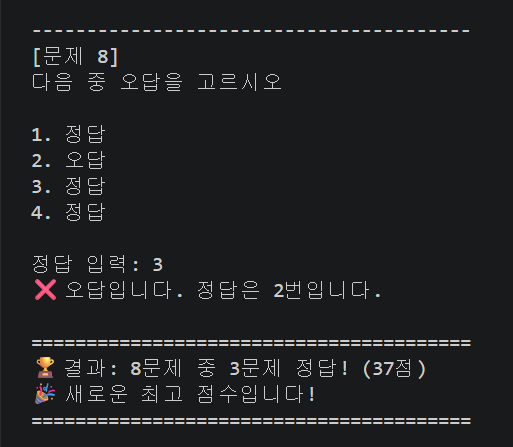 ----------------------------------------
[문제 8]
다음 중 오답을 고르시오
1. 정답
2. 오답
3. 정답
4. 정답
정답 입력: 3
❌ 오답입니다. 정답은 2번입니다.
========================================
🏆 결과: 8문제 중 3문제 정답! (37점)
🎉 새로운 최고 점수입니다!
========================================